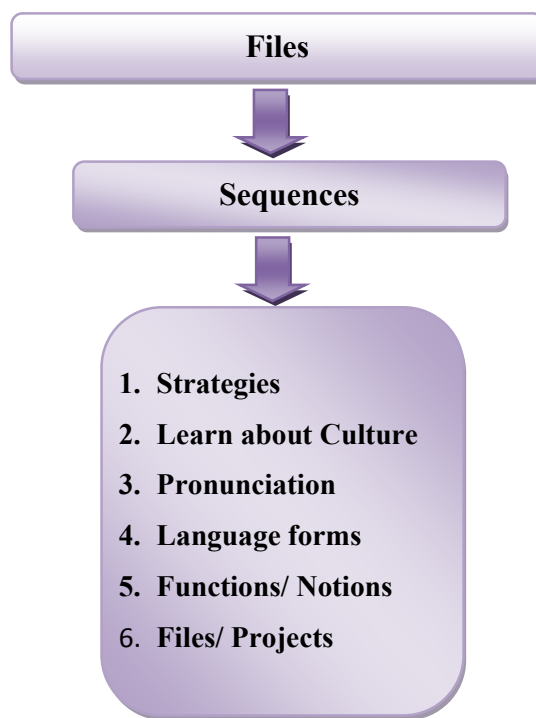 Files
Sequences
1. Strategies
2. Learn about Culture
3. Pronunciation
4. Language forms
5. Functions/ Notions
6. Files/ Projects